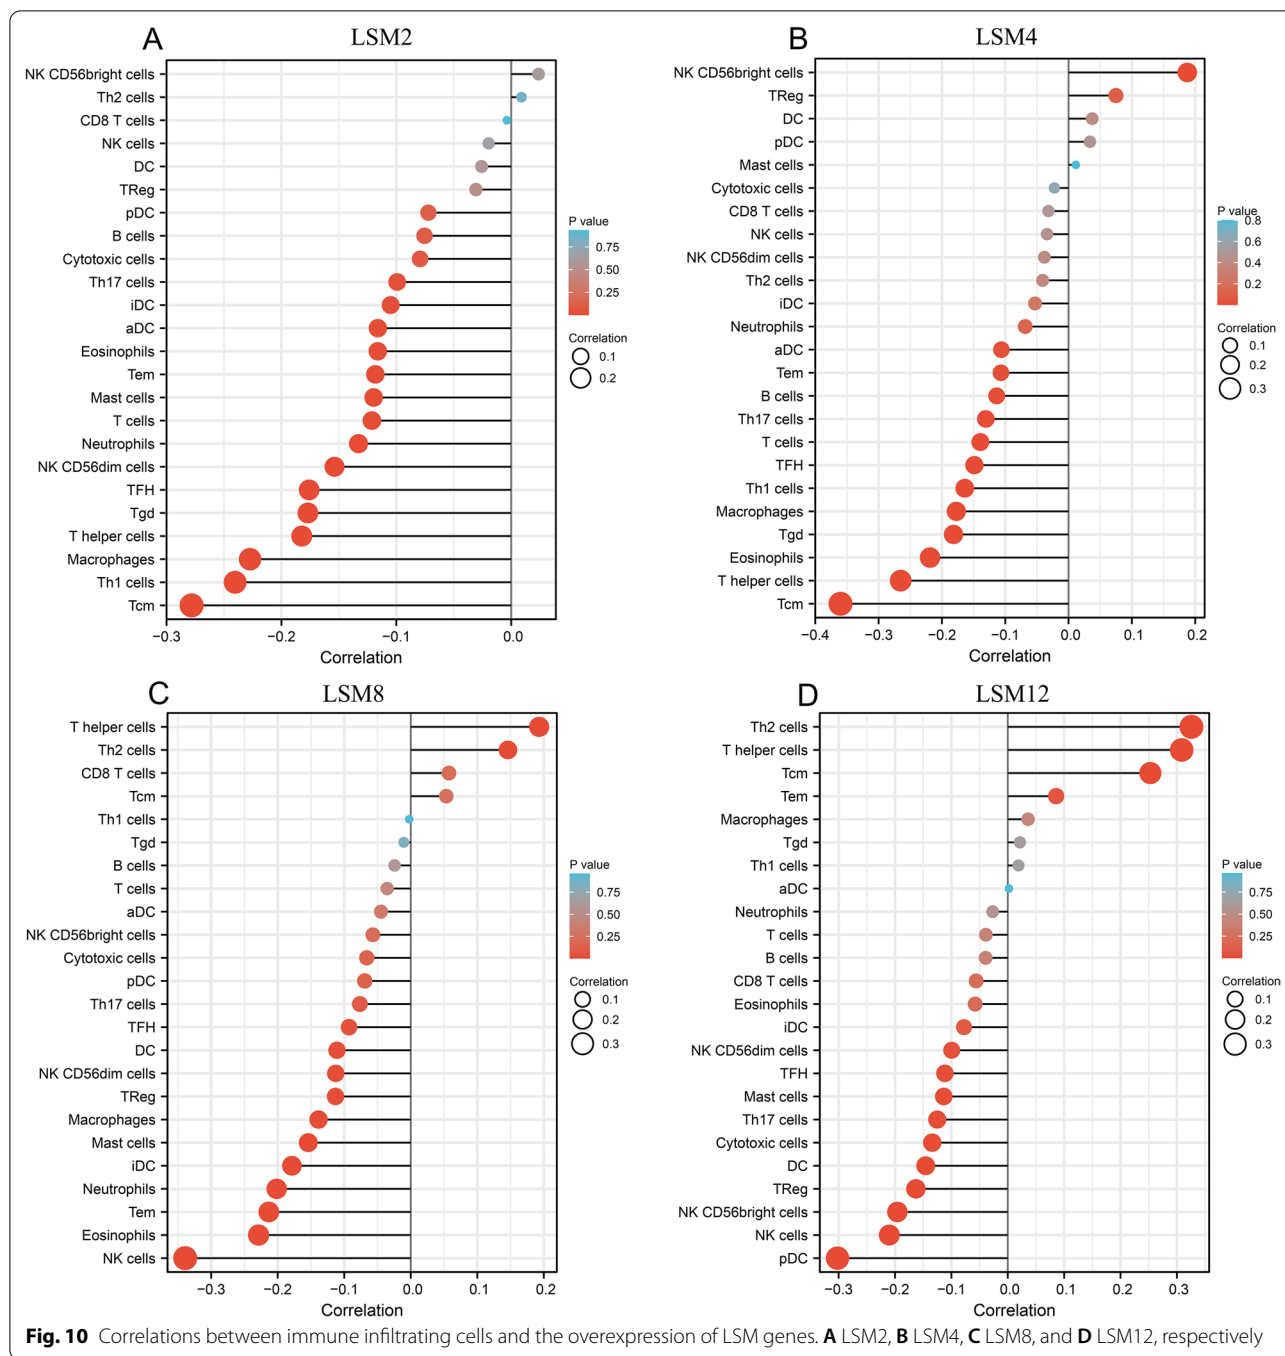 A
LSM2
NK CD56bright cells
Th2 cells
CD8 T cells
NK cells
DC
TReg
pDC
B cells
Cytotoxic cells
Th17 cells
iDC
aDC
Eosinophils
Tem
Mast cells
T cells
Neutrophils
NK CD56dim cells
TFH
Tgd
T helper cells
Macrophages
Th1 cells
Tcm
−0.3 −0.2 −0.1 0.0
Correlation
P value
0.75
0.50
0.25
Correlation
0.1
0.2
B
LSM4
NK CD56bright cells
TReg
DC
pDC
Mast cells
Cytotoxic cells
CD8 T cells
NK cells
NK CD56dim cells
Th2 cells
iDC
Neutrophils
aDC
Tem
B cells
Th17 cells
T cells
TFH
Th1 cells
Macrophages
Tgd
Eosinophils
T helper cells
Tcm
−0.4 −0.3 −0.2 −0.1 0.0 0.1 0.2
Correlation
P value
0.8
0.6
0.4
0.2
Correlation
0.1
0.2
0.3
C
LSM8
T helper cells
Th2 cells
CD8 T cells
Tcm
Th1 cells
Tgd
B cells
T cells
aDC
NK CD56bright cells
Cytotoxic cells
pDC
Th17 cells
TFH
DC
NK CD56dim cells
TReg
Macrophages
Mast cells
iDC
Neutrophils
Tem
Eosinophils
NK cells
−0.3 −0.2 −0.1 0.0 0.1 0.2
Correlation
P value
0.75
0.50
0.25
Correlation
0.1
0.2
0.3
D
LSM12
Th2 cells
T helper cells
Tcm
Tem
Macrophages
Tgd
Th1 cells
aDC
Neutrophils
T cells
B cells
CD8 T cells
Eosinophils
iDC
NK CD56dim cells
TFH
Mast cells
Th17 cells
Cytotoxic cells
DC
TReg
NK CD56bright cells
NK cells
pDC
−0.3 −0.2 −0.1 0.0 0.1 0.2 0.3
Correlation
P value
0.75
0.50
0.25
Correlation
0.1
0.2
0.3
Fig. 10 Correlations between immune infiltrating cells and the overexpression of LSM genes. A LSM2, B LSM4, C LSM8, and D LSM12, respectively